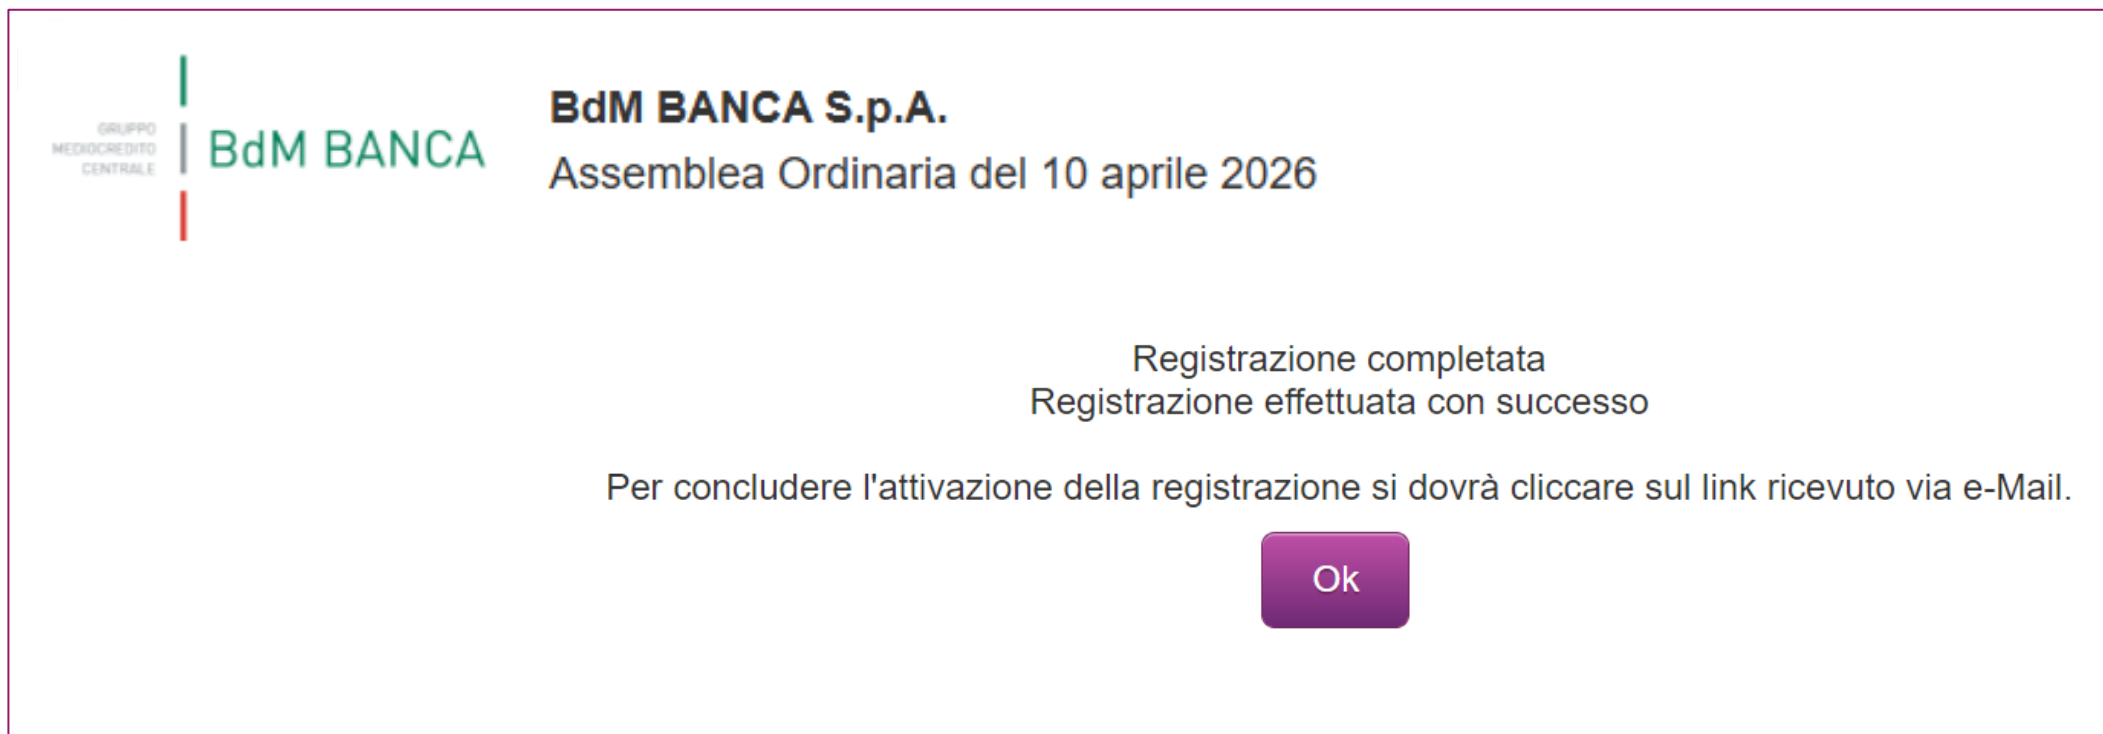 GRUPPO
MEDIOCREDITO
CENTRALE
BdM BANCA
BdM BANCA S.p.A.
Assemblea Ordinaria del 10 aprile 2026
Registrazione completata
Registrazione effettuata con successo
Per concludere l'attivazione della registrazione si dovrà cliccare sul link ricevuto via e-Mail.
Ok